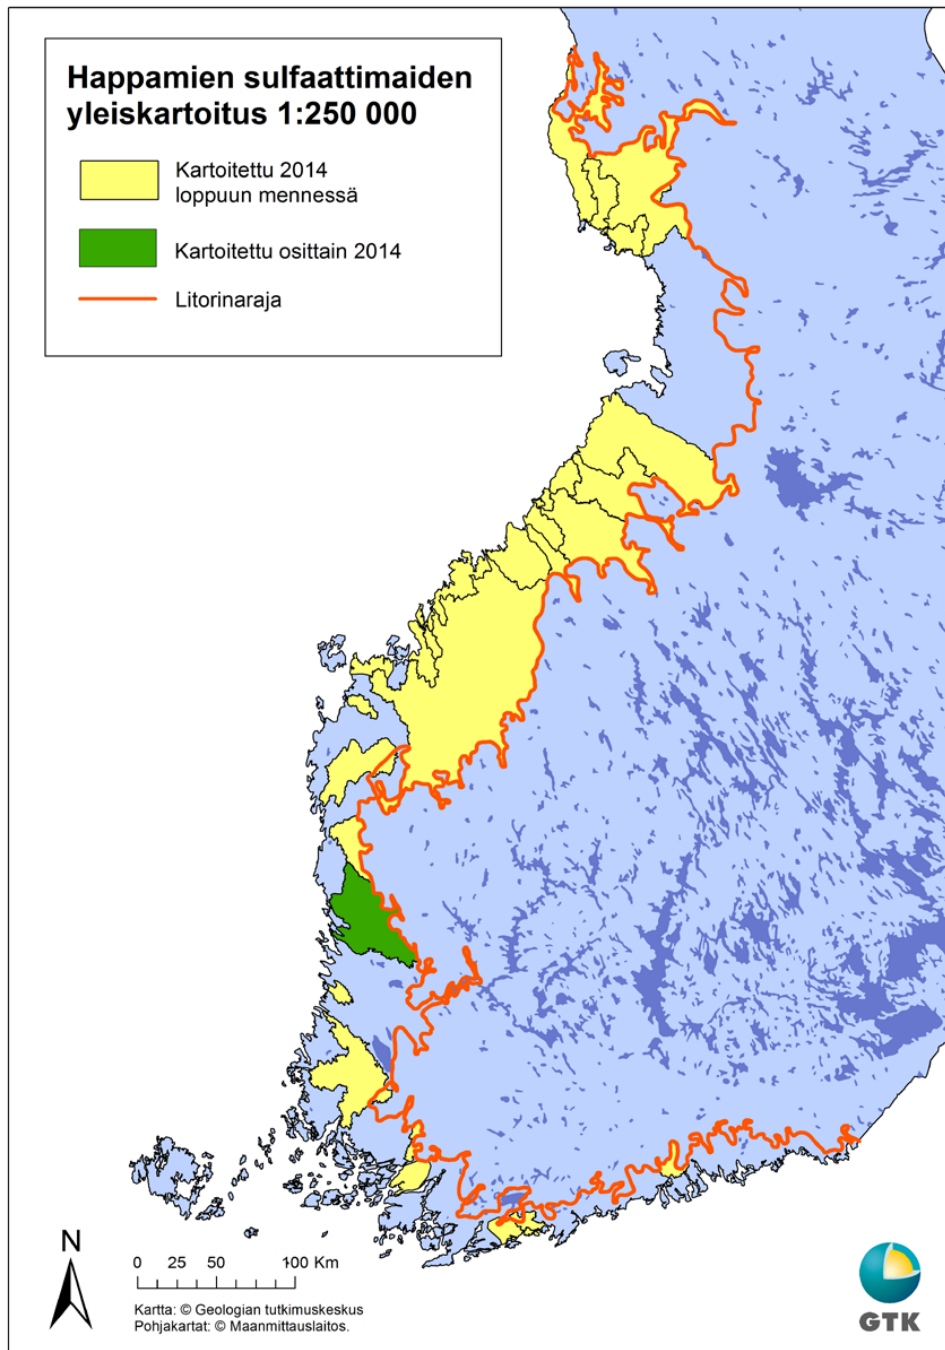 Happamien sulfaattimaiden
yleiskartoitus 1:250 000
Kartoitettu 2014
loppuun mennessä
Kartoitettu osittain 2014
Litorinaraja
N
0 25 50 100 Km
Kartta: © Geologian tutkimuskeskus
Pohjakartat: © Maanmittauslaitos.
GTK